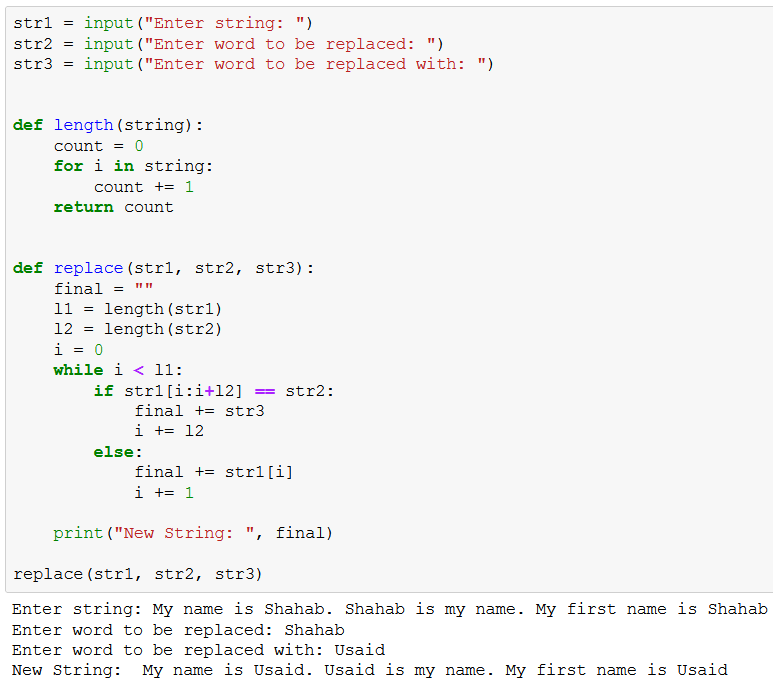 str1 = input("Enter string: ")
str2 = input("Enter word to be replaced: ")
str3 = input("Enter word to be replaced with: ")
def length(string):
    count = 0
    for i in string:
        count += 1
    return count
def replace(str1, str2, str3):
    final = ""
    l1 = length(str1)
    l2 = length(str2)
    i = 0
    while i < l1:
        if str1[i:i+l2] == str2:
            final += str3
            i += l2
        else:
            final += str1[i]
            i += 1
    print("New String: ", final)
replace(str1, str2, str3)
Enter string: My name is Shahab. Shahab is my name. My first name is Shahab
Enter word to be replaced: Shahab
Enter word to be replaced with: Usaid
New String:  My name is Usaid. Usaid is my name. My first name is Usaid